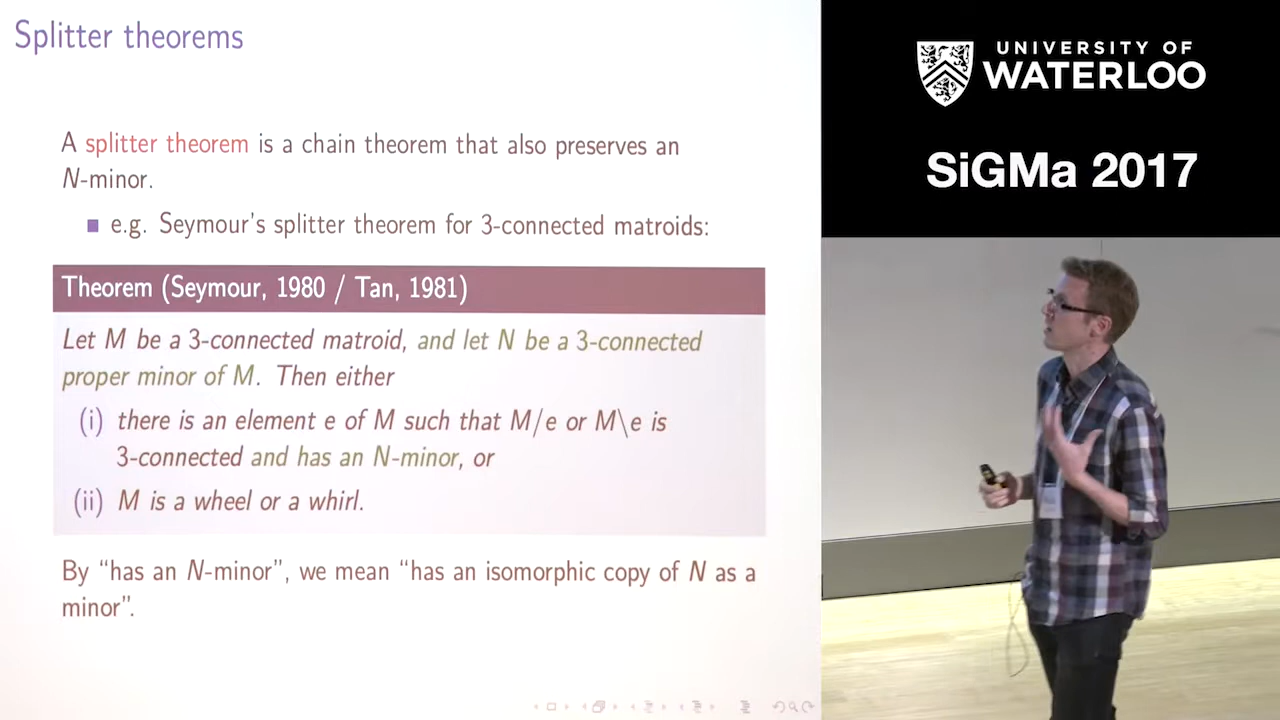 Splitter theorems
A splitter theorem is a chain theorem that also preserves an
N-minor.
e.g. Seymour's splitter theorem for 3-connected matroids:
Theorem (Seymour, 1980 / Tan, 1981)
Let M be a 3-connected matroid, and let N be a 3-connected
proper minor of M. Then either
(i) there is an element e of M such that M/e or M\e is
3-connected and has an N-minor, or
(ii) M is a wheel or a whirl.
By “has an N-minor”, we mean “has an isomorphic copy of N as a
minor”.
UNIVERSITY OF
WATERLOO
SiGMa 2017